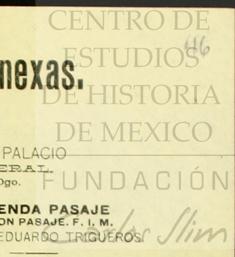 CENTRO DE
ESTUDIOS
46
nexas.
DE HISTORIA
DE MEXICO
PALACIO
ERAL.
Ogo.
FUNDACIÓN
ENDA PASAJE
ON PASAJE. F. I. M.
EDUARDO TRIGUEROS
Carlos Slim